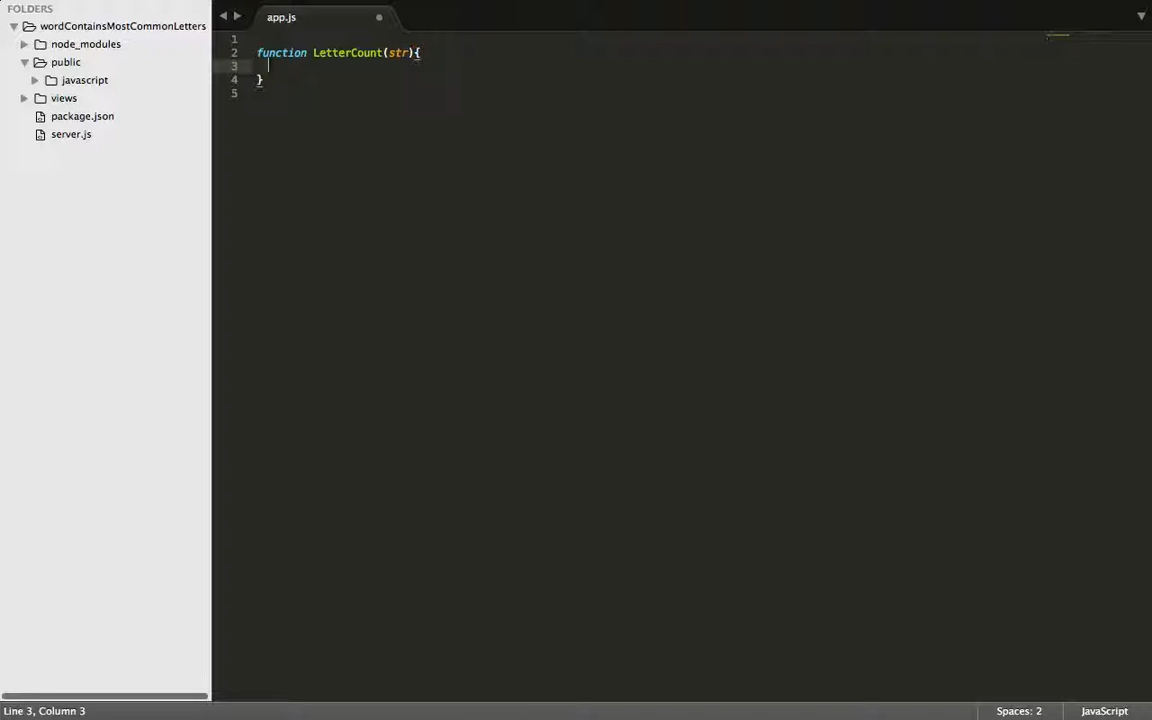 FOLDERS
wordContainsMostCommonLetters
node_modules
public
javascript
views
package.json
server.js
app.js
1
2 function LetterCount(str){
3
4 }
5
Line 3, Column 3
Spaces: 2
JavaScript